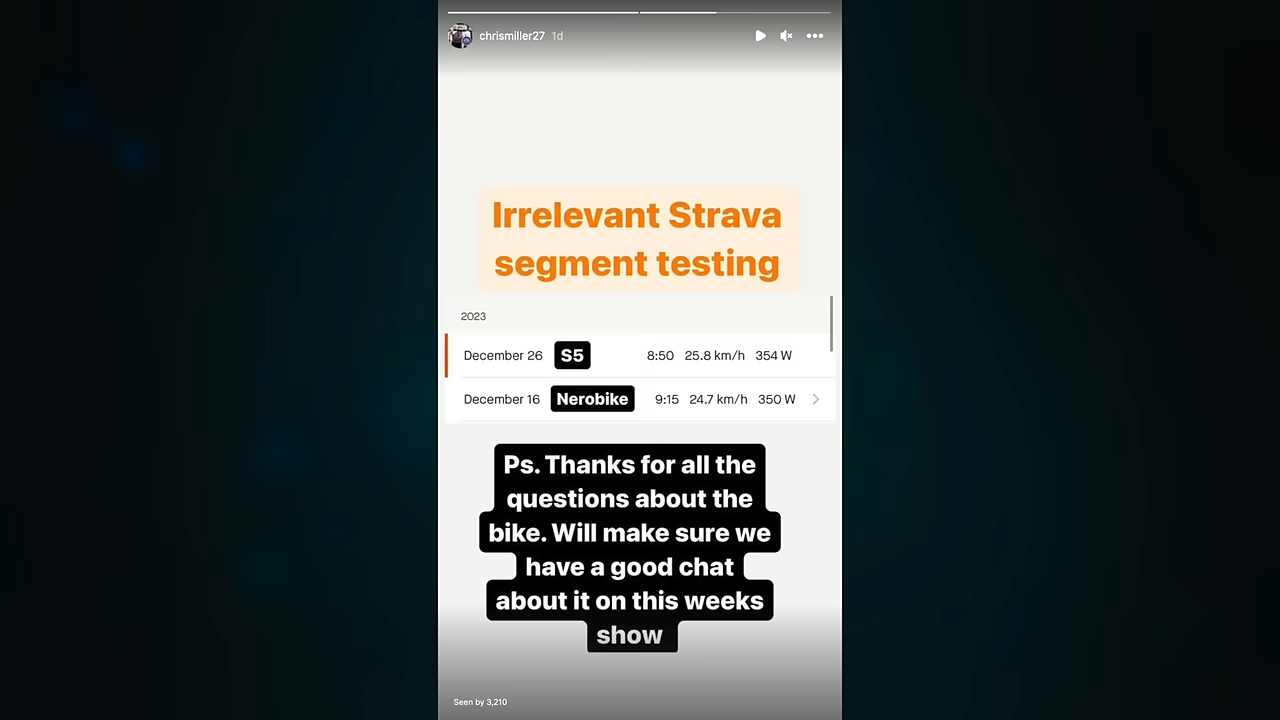 chrismiller27 1d
Irrelevant Strava
segment testing
2023
December 26 S5 8:50 25.8 km/h 354 W
December 16 Nerobike 9:15 24.7 km/h 350 W
Ps. Thanks for all the
questions about the
bike. Will make sure we
have a good chat
about it on this weeks
show
Seen by 3,210